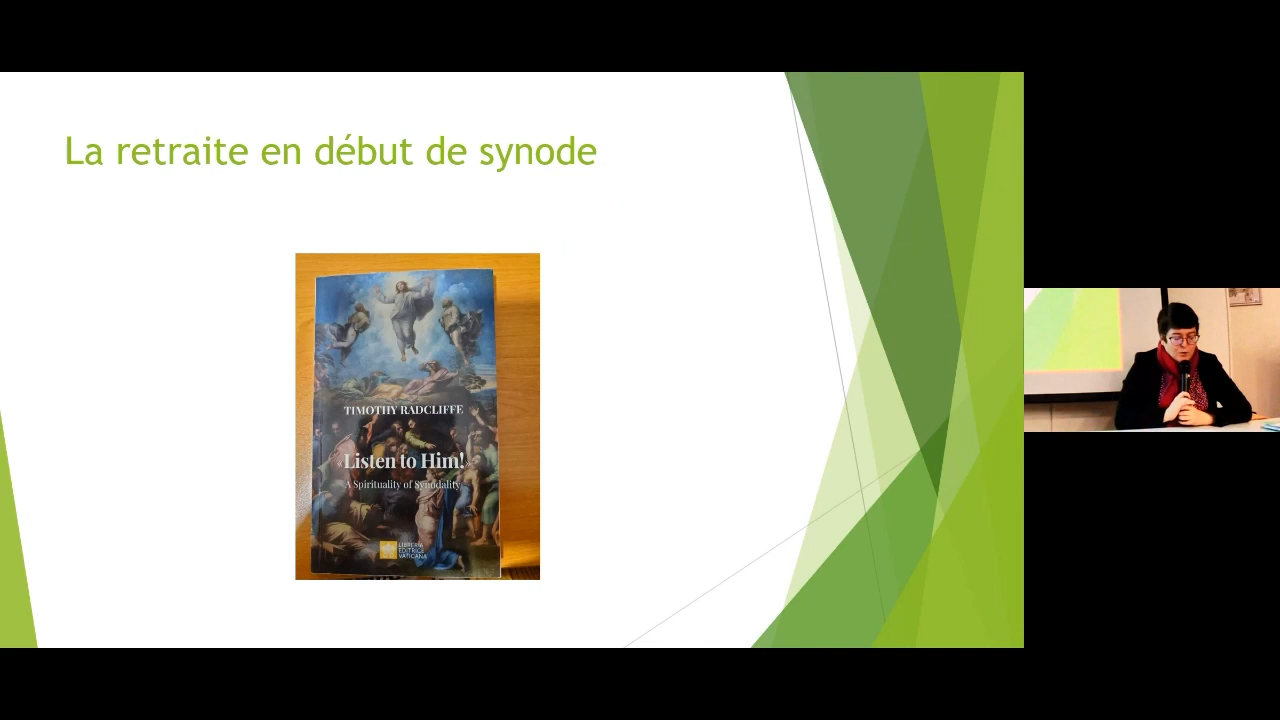 La retraite en début de synode
TIMOTHY RADCLIFFE
«Listen to Him!»
A Spirituality of Synodality
LIBRERIA
EDITRICE
VATICANA